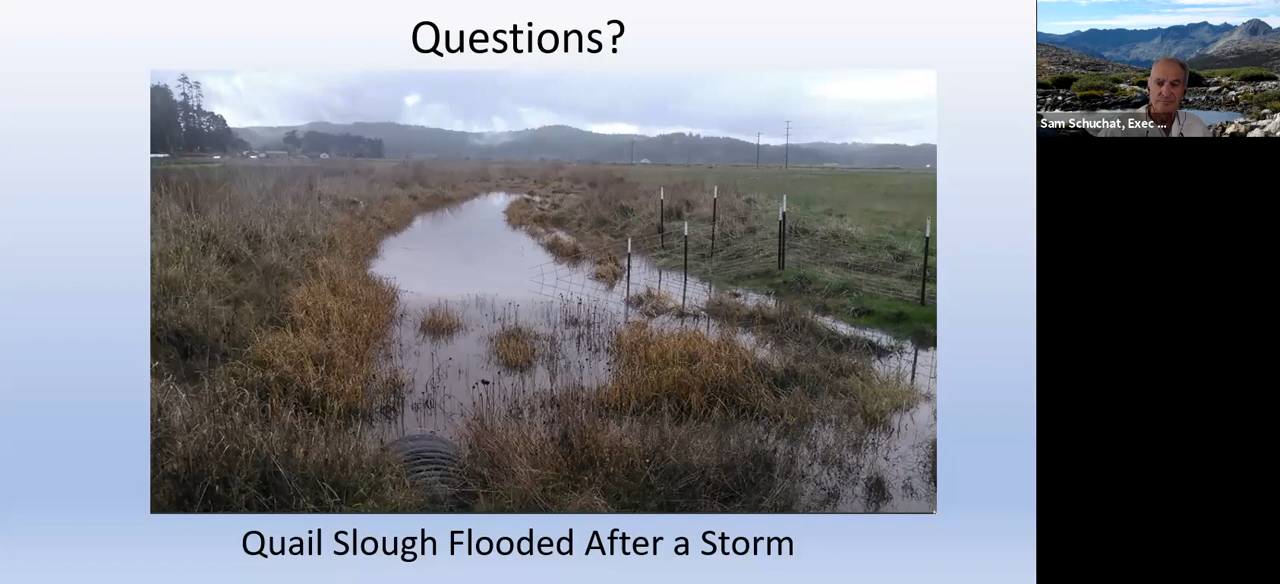 Questions?
Sam Schuchat, Exec ...
Quail Slough Flooded After a Storm